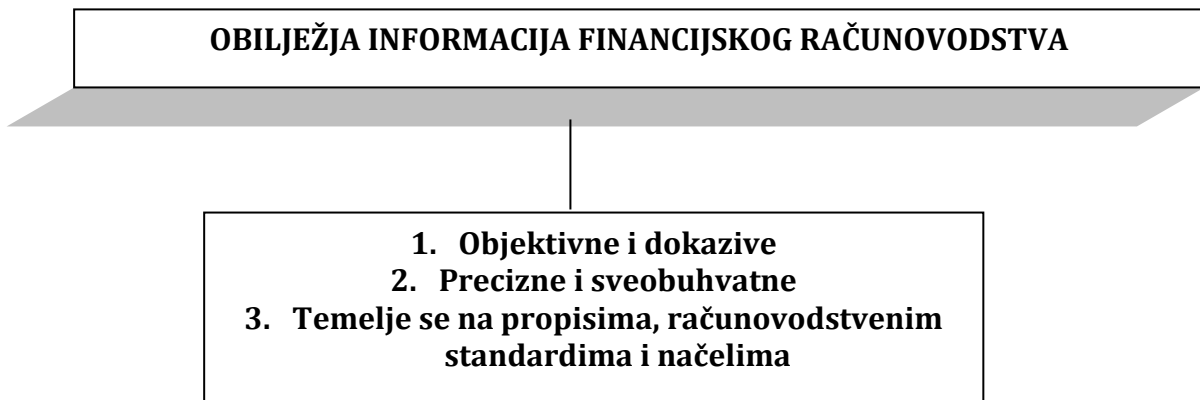 OBILJEŽJA INFORMACIJA FINANCIJSKOG RAČUNOVODSTVA
1. Objektivne i dokazive
2. Precizne i sveobuhvatne
3. Temelje se na propisima, računovodstvenim
standardima i načelima